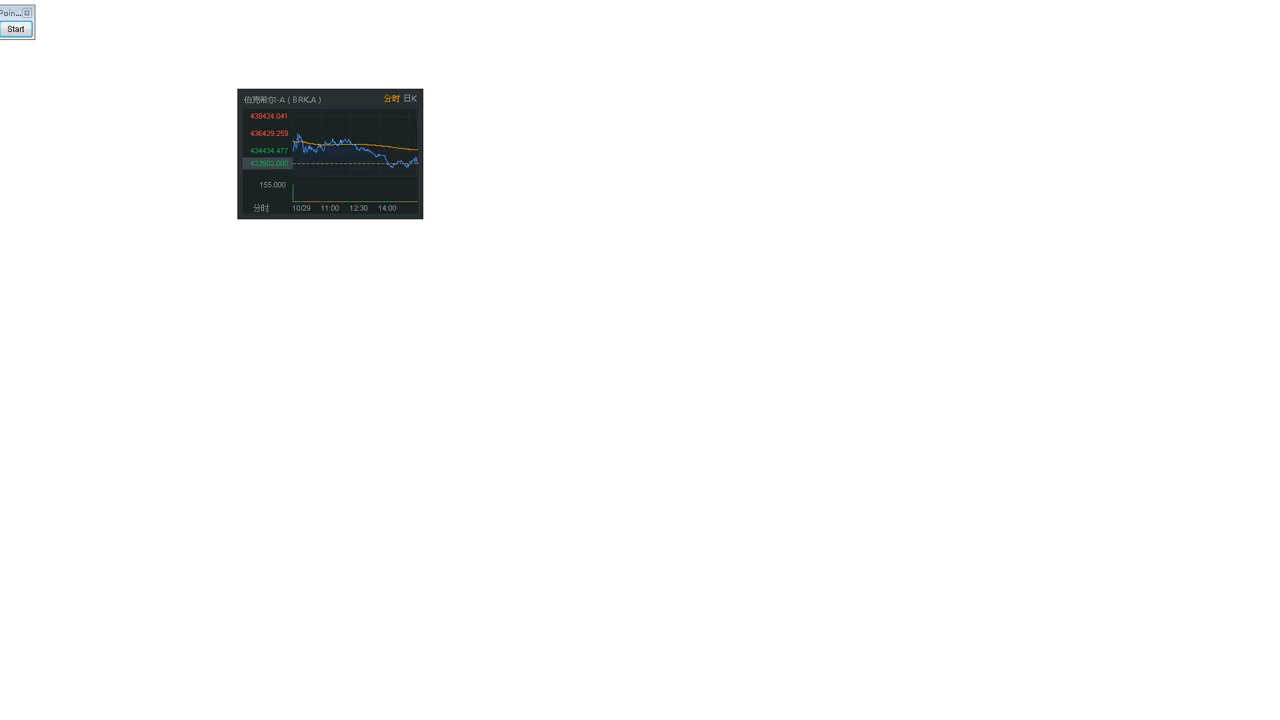 Pain...
Start
伯克希尔-A ( BRK.A )
分时 日K
438424.041
436429.259
434434.477
432902.000
155.000
分时 10/29 11:00 12:30 14:00